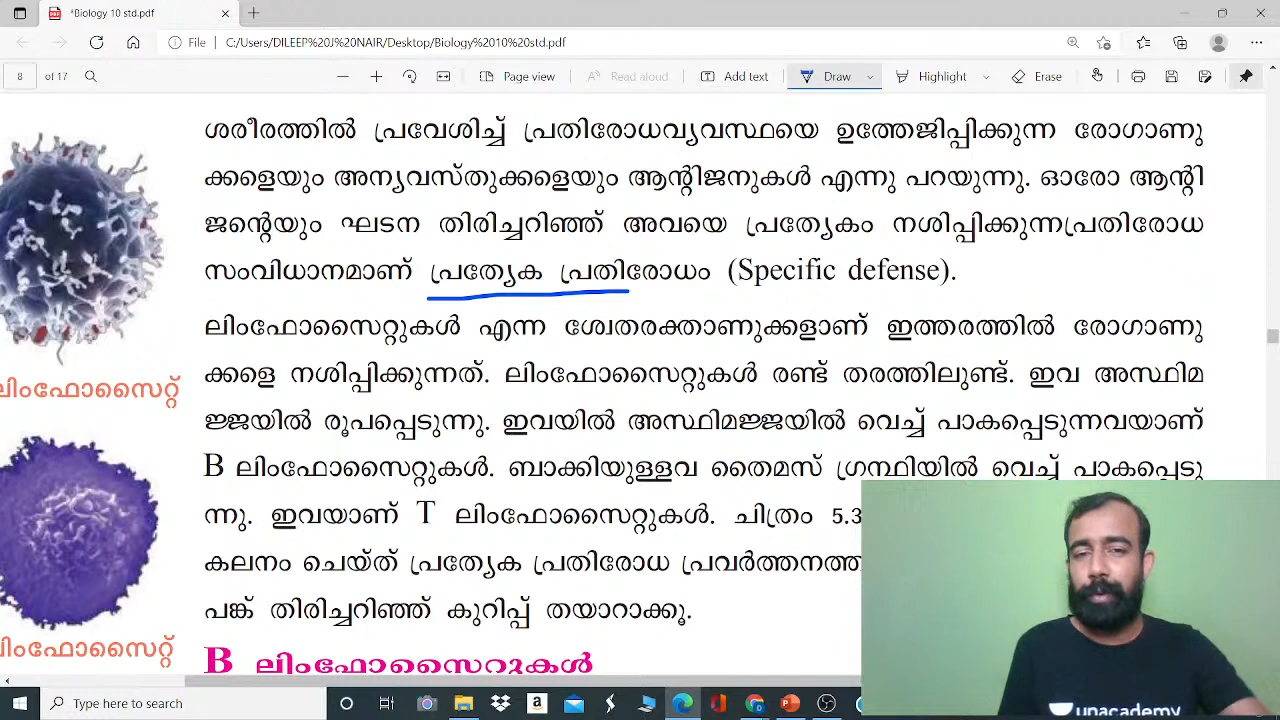 *Biology 10 std.pdf
File C:/Users/DILEEP%20J%20NAIR/Desktop/Biology%2010%20std.pdf
8 of 17 Page view Read aloud Add text Draw Highlight Erase
ശരീരത്തിൽ പ്രവേശിച്ച് പ്രതിരോധവ്യവസ്ഥയെ ഉത്തേജിപ്പിക്കുന്ന രോഗാണു
ക്കളെയും അന്യവസ്തുക്കളെയും ആന്റിജനുകൾ എന്നു പറയുന്നു. ഓരോ ആന്റി
ജന്റെയും ഘടന തിരിച്ചറിഞ്ഞ് അവയെ പ്രത്യേകം നശിപ്പിക്കുന്നപ്രതിരോധ
സംവിധാനമാണ് പ്രത്യേക പ്രതിരോധം (Specific defense).
ലിംഫോസൈറ്റുകൾ എന്ന ശ്വേതരക്താണുക്കളാണ് ഇത്തരത്തിൽ രോഗാണു
ക്കളെ നശിപ്പിക്കുന്നത്. ലിംഫോസൈറ്റുകൾ രണ്ട് തരത്തിലുണ്ട്. ഇവ അസ്ഥിമ
ലിംഫോസൈറ്റ്
ജ്ജയിൽ രൂപപ്പെടുന്നു. ഇവയിൽ അസ്ഥിമജ്ജയിൽ വെച്ച് പാകപ്പെടുന്നവയാണ്
B ലിംഫോസൈറ്റുകൾ. ബാക്കിയുള്ളവ തൈമസ് ഗ്രന്ഥിയിൽ വെച്ച് പാകപ്പെടു
ന്നു. ഇവയാണ് T ലിംഫോസൈറ്റുകൾ. ചിത്രം 5.3
കലനം ചെയ്ത് പ്രത്യേക പ്രതിരോധ പ്രവർത്തനത്ത
പങ്ക് തിരിച്ചറിഞ്ഞ് കുറിപ്പ് തയാറാക്കൂ.
ലിംഫോസൈറ്റ്
B ലിംഫോസൈറ്റുകൾ
Type here to search
unacademy